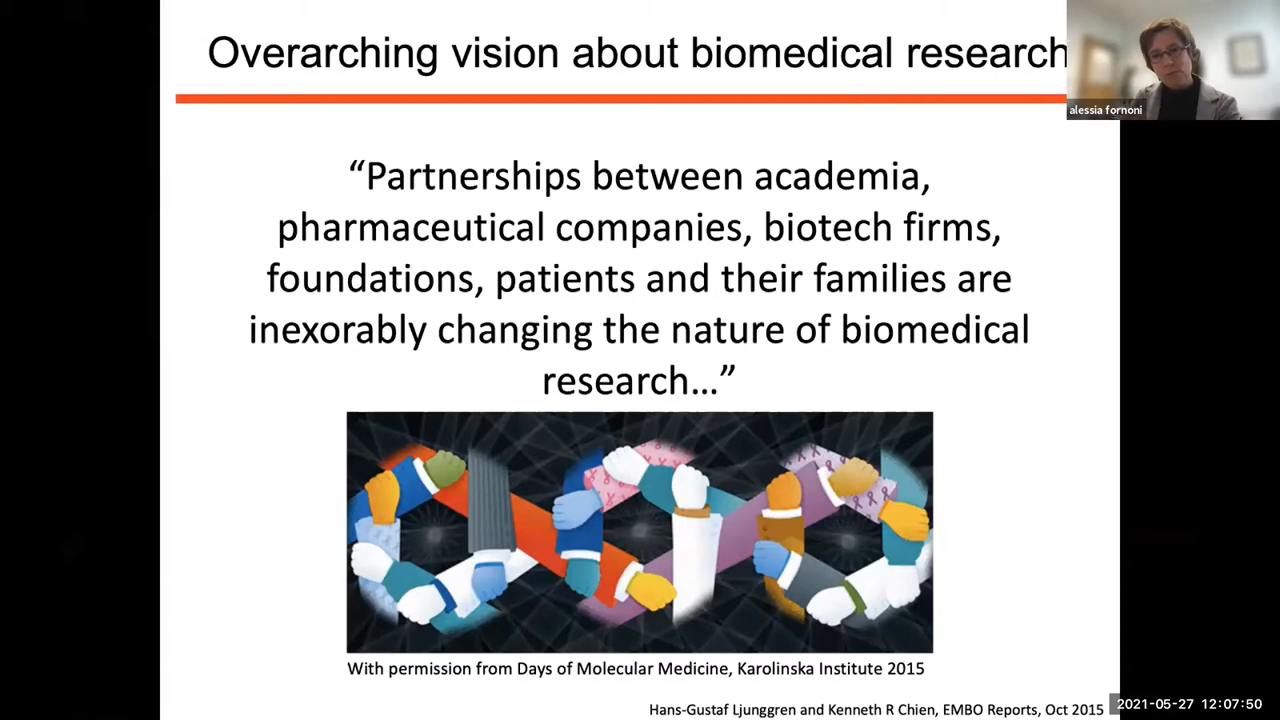 Overarching vision about biomedical research
alessia fornoni
“Partnerships between academia,
pharmaceutical companies, biotech firms,
foundations, patients and their families are
inexorably changing the nature of biomedical
research…”
With permission from Days of Molecular Medicine, Karolinska Institute 2015
Hans-Gustaf Ljunggren and Kenneth R Chien, EMBO Reports, Oct 2015
2021-05-27 12:07:50